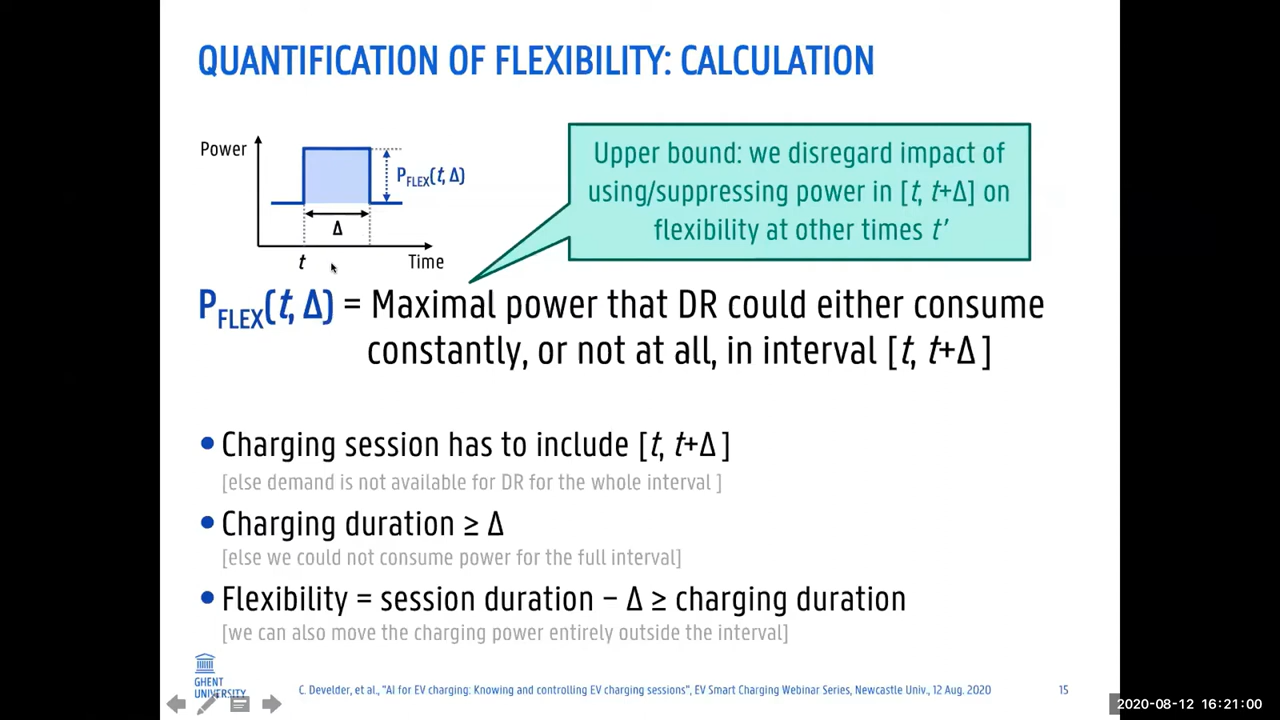 QUANTIFICATION OF FLEXIBILITY: CALCULATION
Power
P_FLEX(t, Δ)
Δ
t
Time
Upper bound: we disregard impact of
using/suppressing power in [t, t+Δ] on
flexibility at other times t'
P_FLEX(t, Δ) = Maximal power that DR could either consume
constantly, or not at all, in interval [t, t+Δ ]
• Charging session has to include [t, t+Δ ]
[else demand is not available for DR for the whole interval ]
• Charging duration ≥ Δ
[else we could not consume power for the full interval]
• Flexibility = session duration − Δ ≥ charging duration
[we can also move the charging power entirely outside the interval]
GHENT
UNIVERSITY
C. Develder, et al., "AI for EV charging: Knowing and controlling EV charging sessions", EV Smart Charging Webinar Series, Newcastle Univ., 12 Aug. 2020
15
2020-08-12 16:21:00